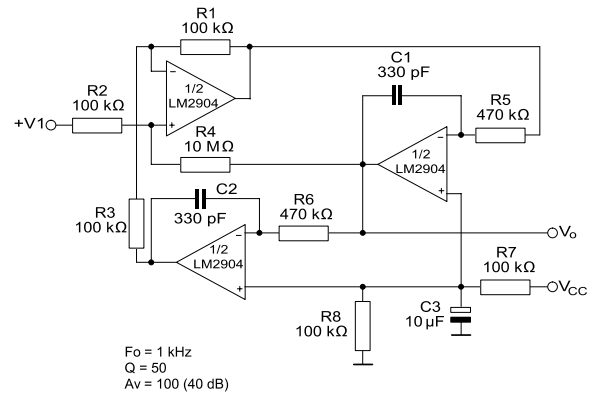 R1
100 kΩ
C1
330 pF
R2
100 kΩ
R5
470 kΩ
1/2
LM2904
+V1
R4
10 MΩ
1/2
LM2904
C2
330 pF
R6
470 kΩ
R3
100 kΩ
1/2
LM2904
Vo
R7
100 kΩ
VCC
R8
100 kΩ
C3
10 µF
Fo = 1 kHz
Q = 50
Av = 100 (40 dB)